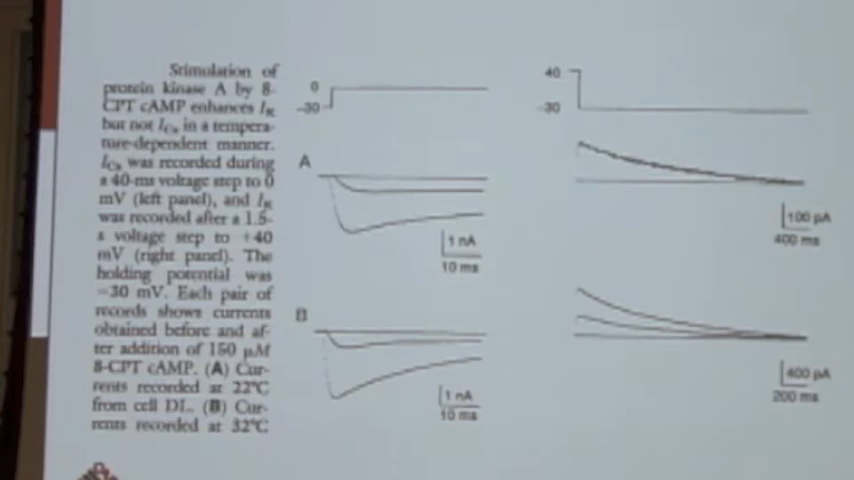 Stimulation of
protein kinase A by 8-
CPT cAMP enhances IK
but not ICa in a tempera-
ture-dependent manner.
ICa was recorded during
a 40-ms voltage step to 0
mV (left panel), and IK
was recorded after a 1.5-
s voltage step to +40
mV (right panel). The
holding potential was
−30 mV. Each pair of
records shows currents
obtained before and af-
ter addition of 150 μM
8-CPT cAMP. (A) Cur-
rents recorded at 22°C
from cell DL. (B) Cur-
rents recorded at 32°C
0
−30
A
1 nA
10 ms
B
1 nA
10 ms
40
−30
100 pA
400 ms
400 pA
200 ms